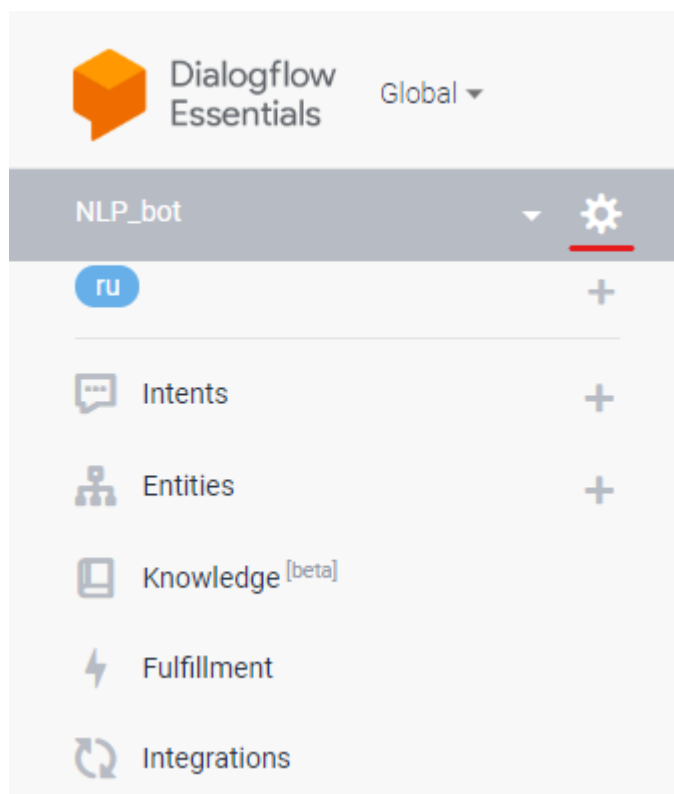 Dialogflow
Essentials
Global
NLP_bot
ru
Intents
Entities
Knowledge [beta]
Fulfillment
Integrations